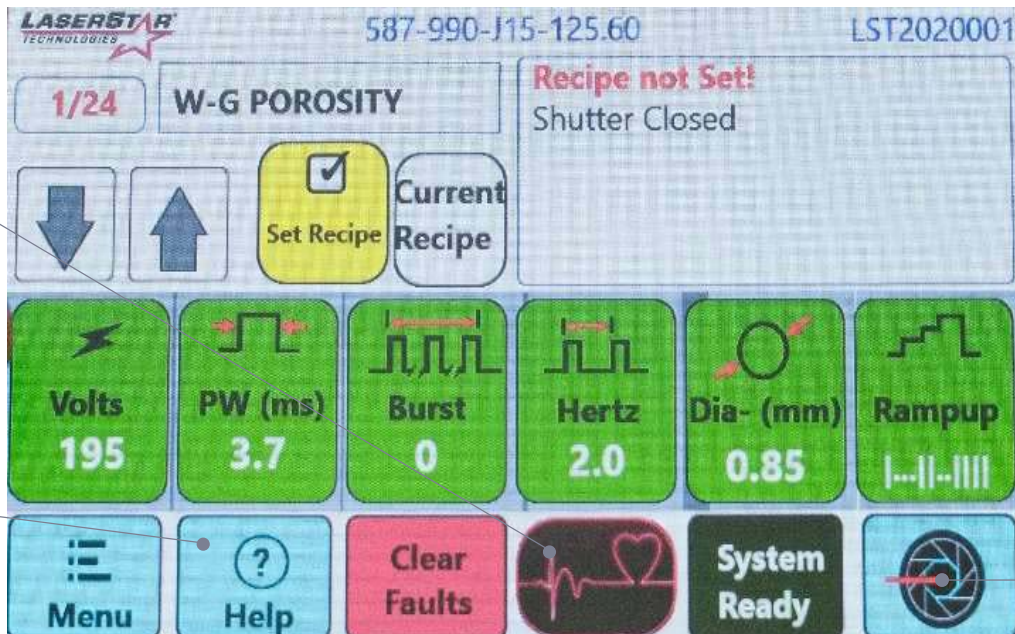 LASERSTAR
TECHNOLOGIES
587-990-J15-125.60
LST2020001
1/24
W-G POROSITY
Recipe not Set!
Shutter Closed
Set Recipe
Current
Recipe
Volts
195
PW (ms)
3.7
Burst
0
Hertz
2.0
Dia- (mm)
0.85
Rampup
|...||..||||
Menu
?
Help
Clear
Faults
System
Ready